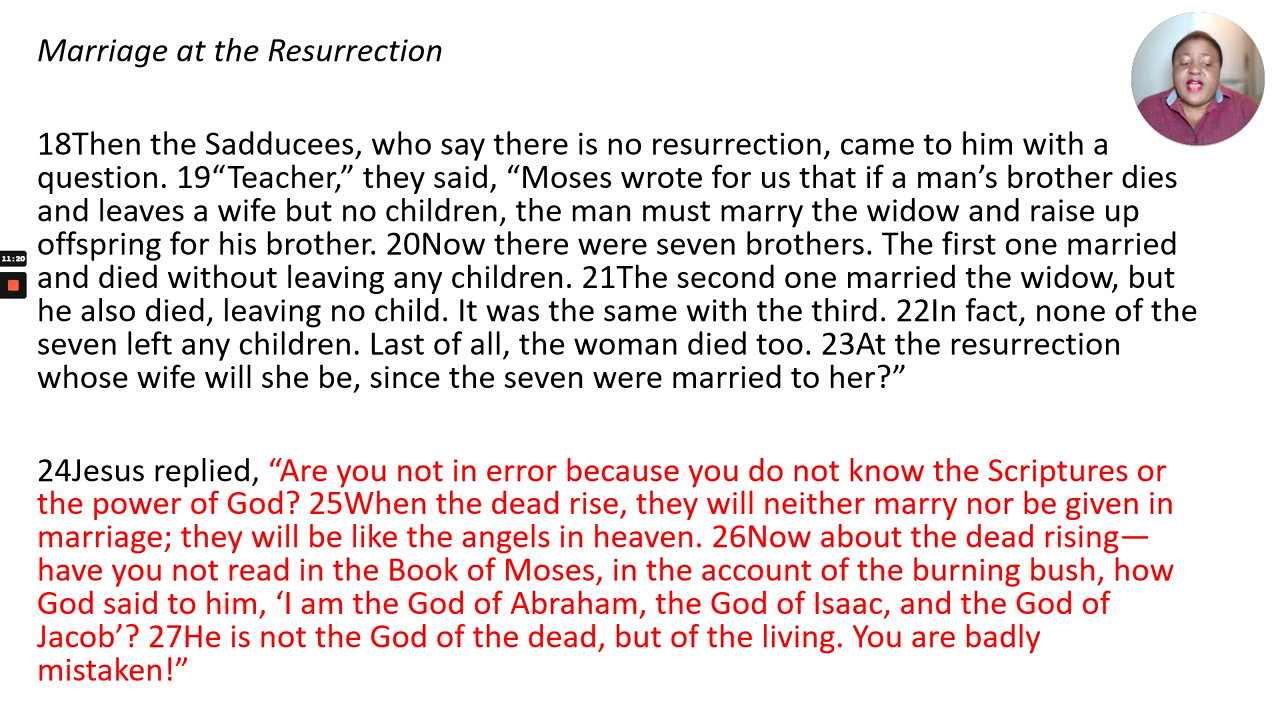 Marriage at the Resurrection
18Then the Sadducees, who say there is no resurrection, came to him with a
question. 19“Teacher,” they said, “Moses wrote for us that if a man’s brother dies
and leaves a wife but no children, the man must marry the widow and raise up
offspring for his brother. 20Now there were seven brothers. The first one married
11:20
and died without leaving any children. 21The second one married the widow, but
he also died, leaving no child. It was the same with the third. 22In fact, none of the
seven left any children. Last of all, the woman died too. 23At the resurrection
whose wife will she be, since the seven were married to her?”
24Jesus replied, “Are you not in error because you do not know the Scriptures or
the power of God? 25When the dead rise, they will neither marry nor be given in
marriage; they will be like the angels in heaven. 26Now about the dead rising—
have you not read in the Book of Moses, in the account of the burning bush, how
God said to him, ‘I am the God of Abraham, the God of Isaac, and the God of
Jacob’? 27He is not the God of the dead, but of the living. You are badly
mistaken!”